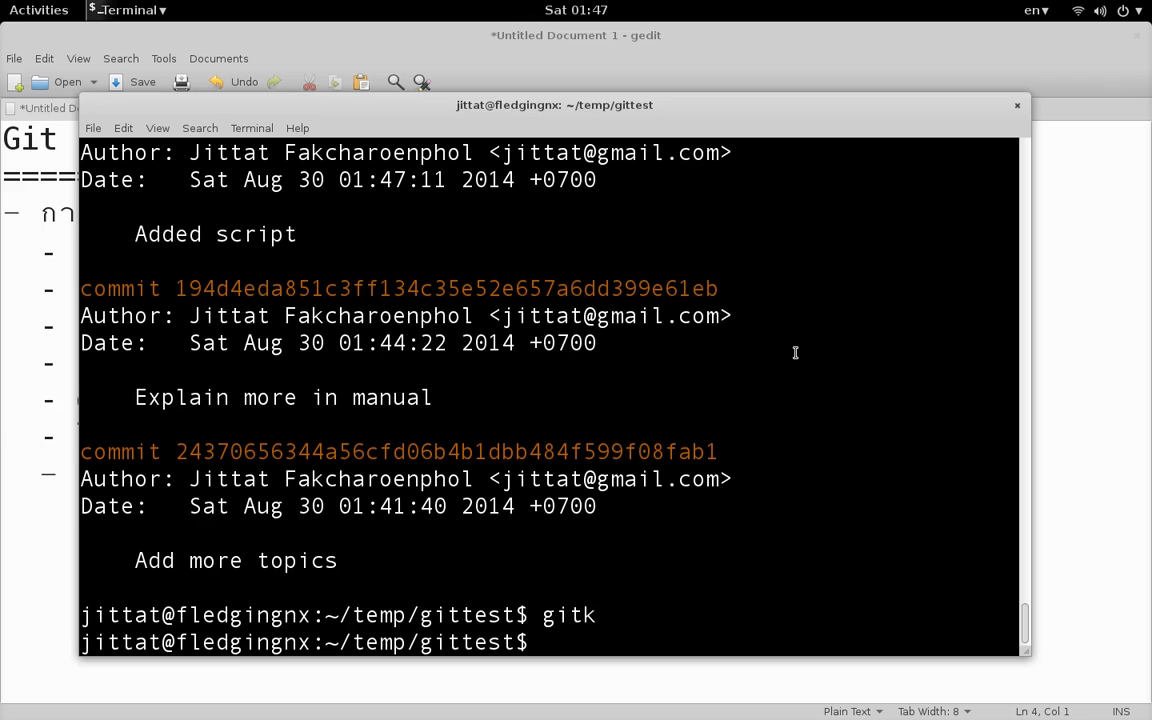 Activities
Terminal
Sat 01:47
en
*Untitled Document 1 - gedit
File Edit View Search Tools Documents
Open Save Undo
*Untitled D
jittat@fledgingnx: ~/temp/gittest
File Edit View Search Terminal Help
Git
=====
- กา
-
-
-
-
-
-
-
Author: Jittat Fakcharoenphol <jittat@gmail.com>
Date: Sat Aug 30 01:47:11 2014 +0700
Added script
commit 194d4eda851c3ff134c35e52e657a6dd399e61eb
Author: Jittat Fakcharoenphol <jittat@gmail.com>
Date: Sat Aug 30 01:44:22 2014 +0700
Explain more in manual
commit 24370656344a56cfd06b4b1dbb484f599f08fab1
Author: Jittat Fakcharoenphol <jittat@gmail.com>
Date: Sat Aug 30 01:41:40 2014 +0700
Add more topics
jittat@fledgingnx:~/temp/gittest$ gitk
jittat@fledgingnx:~/temp/gittest$
Plain Text Tab Width: 8 Ln 4, Col 1 INS